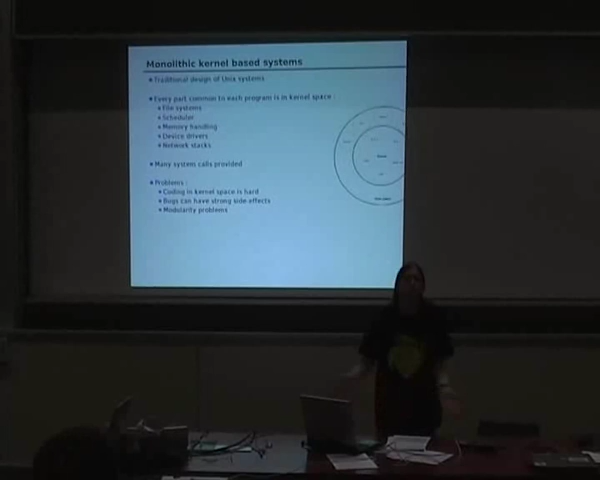 Monolithic kernel based systems
Traditional design of Unix systems
Every part common to each program is in kernel space :
File systems
Scheduler
Memory handling
Device drivers
Network stacks
Many system calls provided
Problems :
Coding in kernel space is hard
Bugs can have strong side-effects
Modularity problems